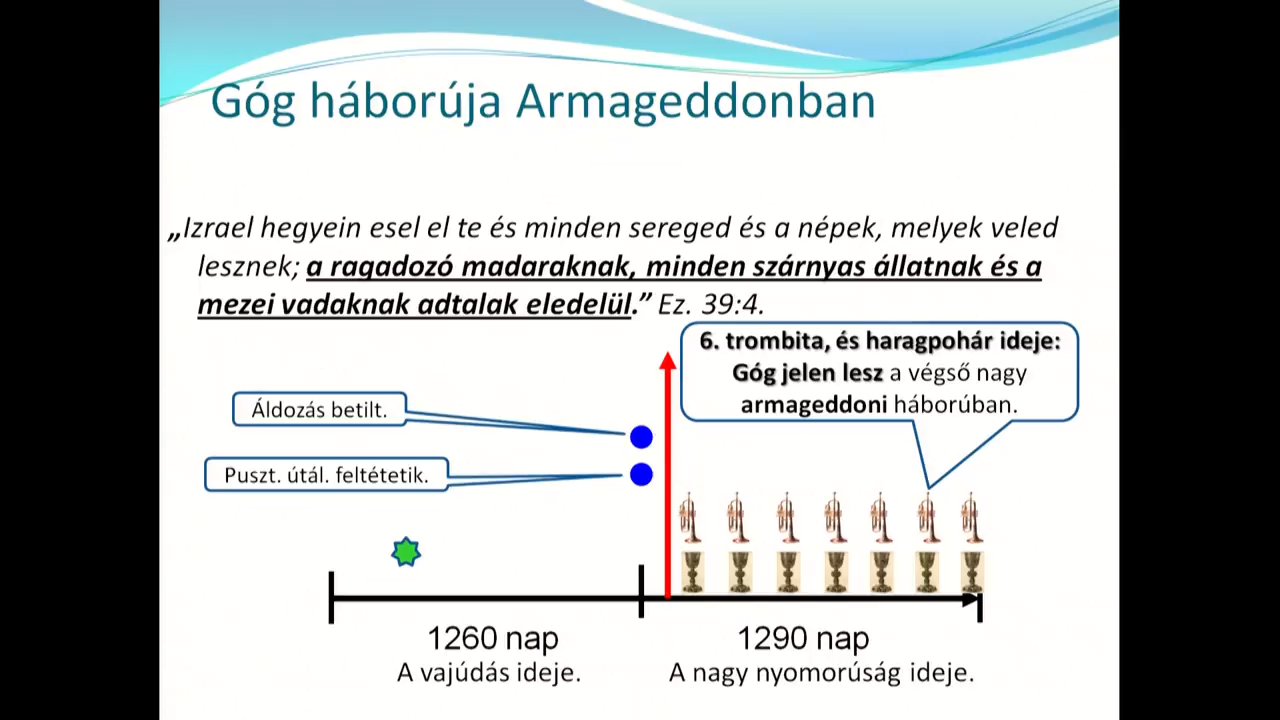 Góg háborúja Armageddonban
„Izrael hegyein esel el te és minden sereged és a népek, melyek veled
lesznek; a ragadozó madaraknak, minden szárnyas állatnak és a
mezei vadaknak adtalak eledelül.” Ez. 39:4.
6. trombita, és haragpohár ideje:
Góg jelen lesz a végső nagy
armageddoni háborúban.
Áldozás betilt.
Puszt. útál. feltétetik.
1260 nap
A vajúdás ideje.
1290 nap
A nagy nyomorúság ideje.